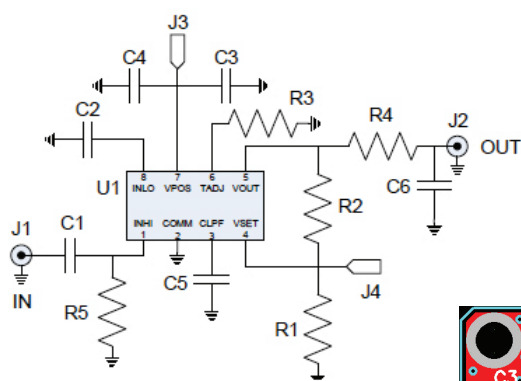 J3
C4
C3
C2
R3
R4
J2
OUT
8 7 6 5
U1
INLO VPOS TADJ VOUT
R2
C6
J1
C1
INHI COMM CLPF VSET
1 2 3 4
IN
R5
C5
J4
R1
C3